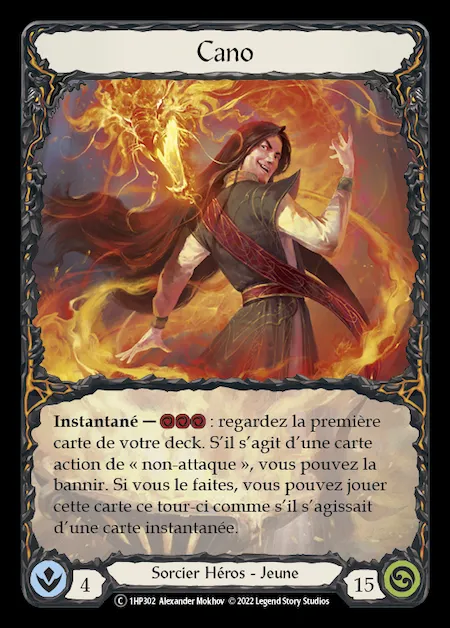 Cano
Instantané — : regardez la première
carte de votre deck. S'il s'agit d'une carte
action de « non-attaque », vous pouvez la
bannir. Si vous le faites, vous pouvez jouer
cette carte ce tour-ci comme s'il s'agissait
d'une carte instantanée.
4
Sorcier Héros - Jeune
15
C 1HP302 Alexander Mokhov © 2022 Legend Story Studios